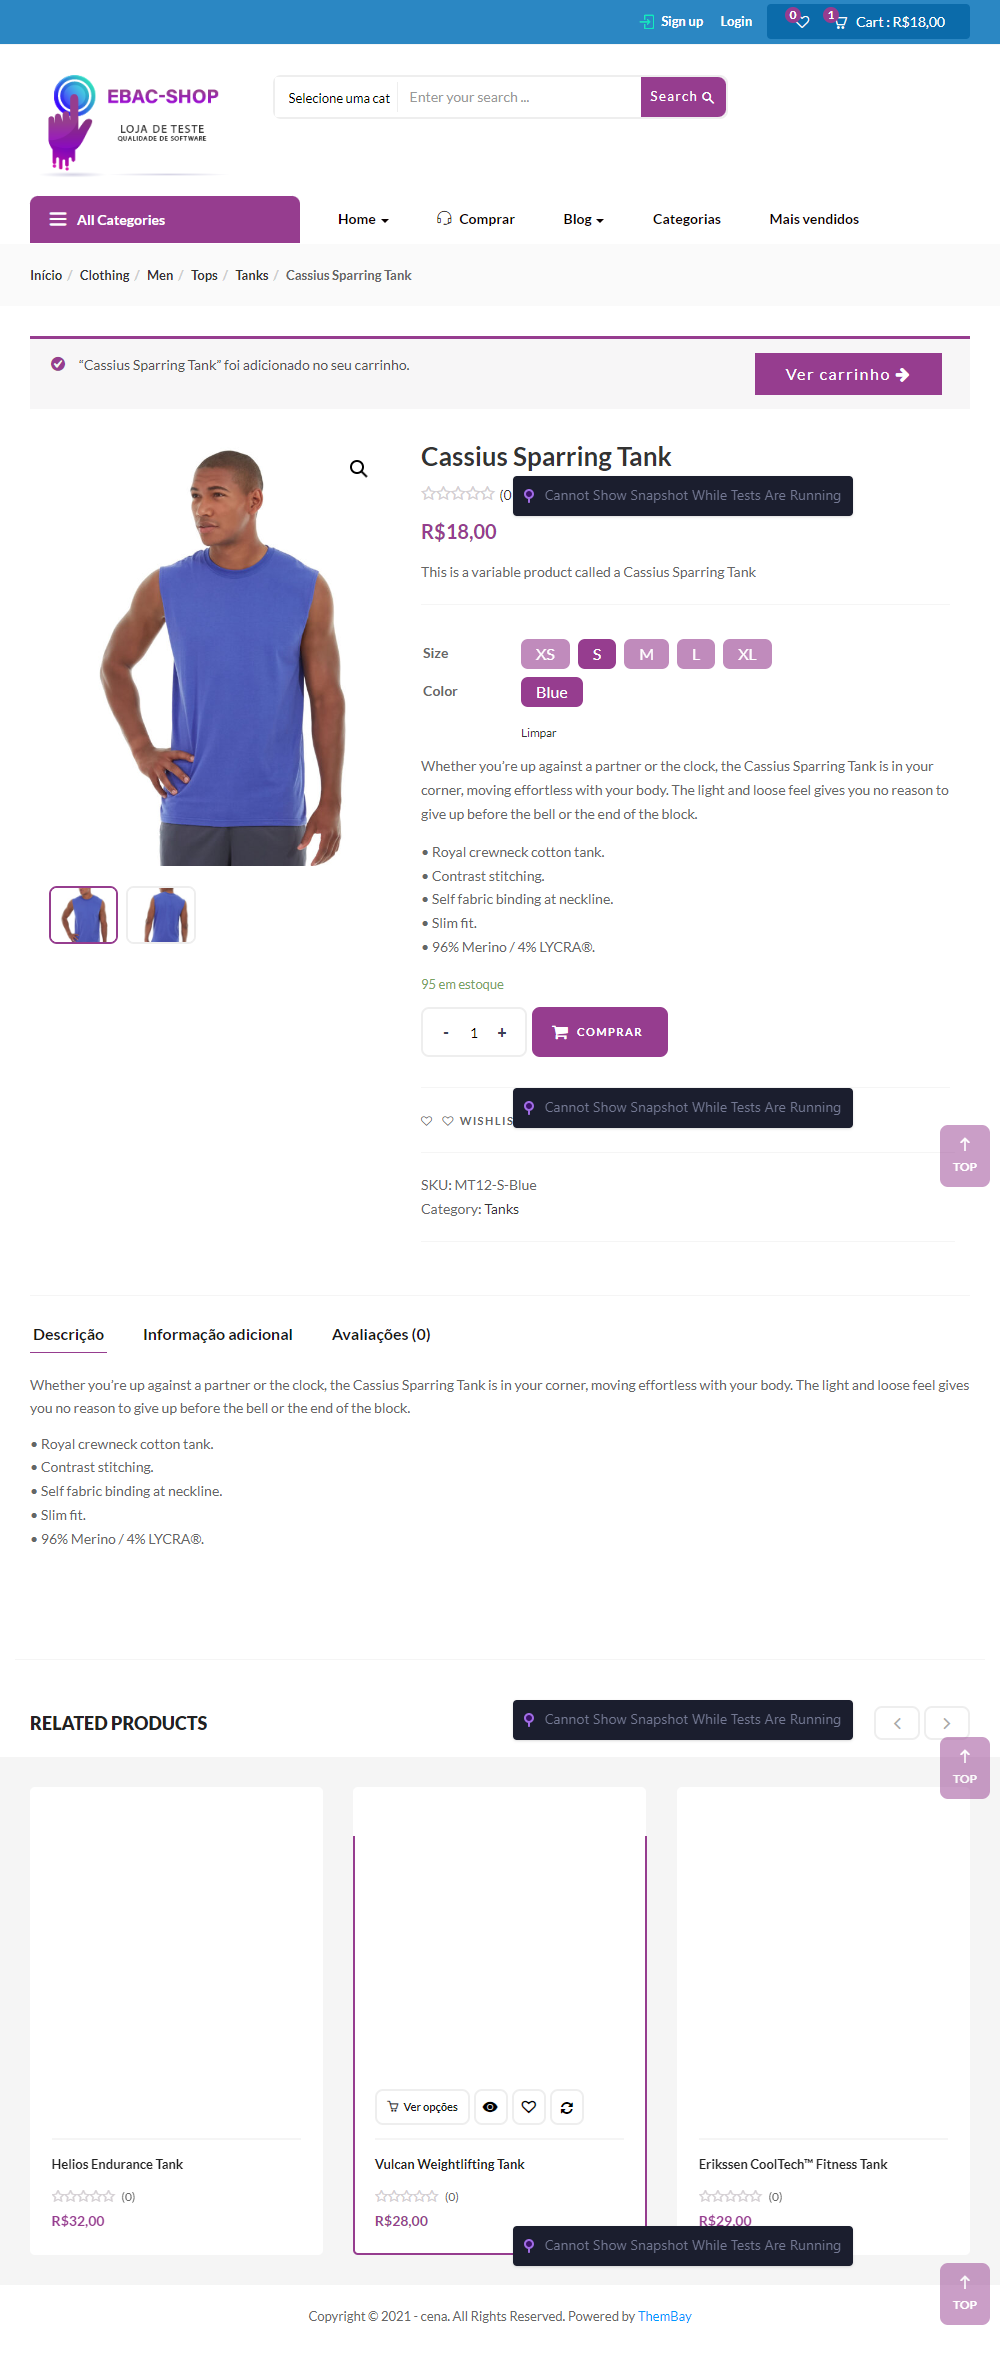 Sign up
Login
0
1
Cart : R$18,00
EBAC-SHOP
LOJA DE TESTE
QUALIDADE DE SOFTWARE
Selecione uma cat
Enter your search ...
Search
All Categories
Home
Comprar
Blog
Categorias
Mais vendidos
Início / Clothing / Men / Tops / Tanks / Cassius Sparring Tank
“Cassius Sparring Tank” foi adicionado no seu carrinho.
Ver carrinho
Cassius Sparring Tank
(0
Cannot Show Snapshot While Tests Are Running
R$18,00
This is a variable product called a Cassius Sparring Tank
Size
XS
S
M
L
XL
Color
Blue
Limpar
Whether you’re up against a partner or the clock, the Cassius Sparring Tank is in your
corner, moving effortless with your body. The light and loose feel gives you no reason to
give up before the bell or the end of the block.
• Royal crewneck cotton tank.
• Contrast stitching.
• Self fabric binding at neckline.
• Slim fit.
• 96% Merino / 4% LYCRA®.
95 em estoque
- 1 +
COMPRAR
WISHLIS
Cannot Show Snapshot While Tests Are Running
TOP
SKU: MT12-S-Blue
Category: Tanks
Descrição
Informação adicional
Avaliações (0)
Whether you’re up against a partner or the clock, the Cassius Sparring Tank is in your corner, moving effortless with your body. The light and loose feel gives
you no reason to give up before the bell or the end of the block.
• Royal crewneck cotton tank.
• Contrast stitching.
• Self fabric binding at neckline.
• Slim fit.
• 96% Merino / 4% LYCRA®.
RELATED PRODUCTS
Cannot Show Snapshot While Tests Are Running
TOP
Ver opções
Helios Endurance Tank
(0)
R$32,00
Vulcan Weightlifting Tank
(0)
R$28,00
Erikssen CoolTech™ Fitness Tank
(0)
R$29,00
Cannot Show Snapshot While Tests Are Running
TOP
Copyright © 2021 - cena. All Rights Reserved. Powered by ThemBay